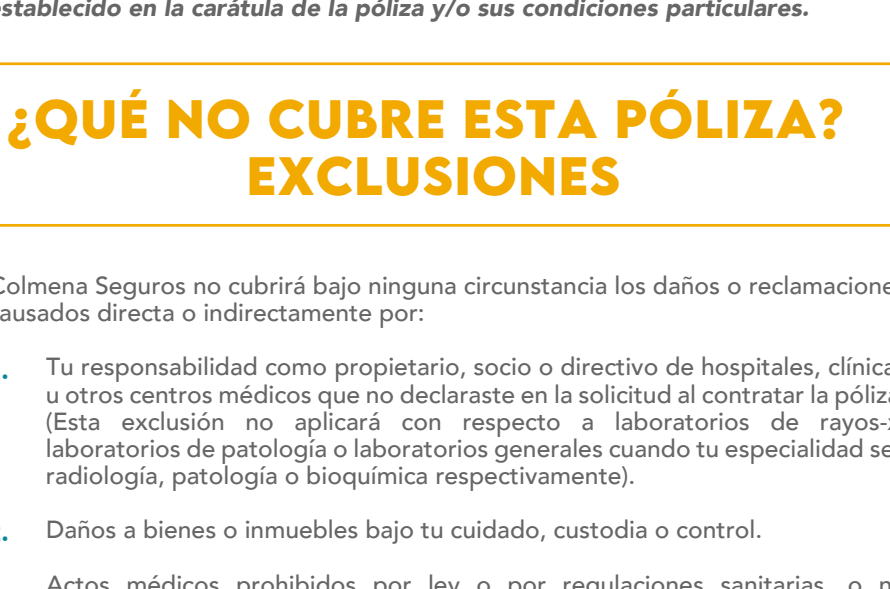 establecido en la carátula de la póliza y/o sus condiciones particulares.
¿QUÉ NO CUBRE ESTA PÓLIZA?
EXCLUSIONES
Colmena Seguros no cubrirá bajo ninguna circunstancia los daños o reclamacione
ausados directa o indirectamente por:
Tu responsabilidad como propietario, socio o directivo de hospitales, clínica
u otros centros médicos que no declaraste en la solicitud al contratar la póliza
(Esta exclusión no aplicará con respecto a laboratorios de rayos-x
laboratorios de patología o laboratorios generales cuando tu especialidad se
radiología, patología o bioquímica respectivamente).
Daños a bienes o inmuebles bajo tu cuidado, custodia o control.
Actos médicos prohibidos por ley o por regulaciones sanitarias, o n